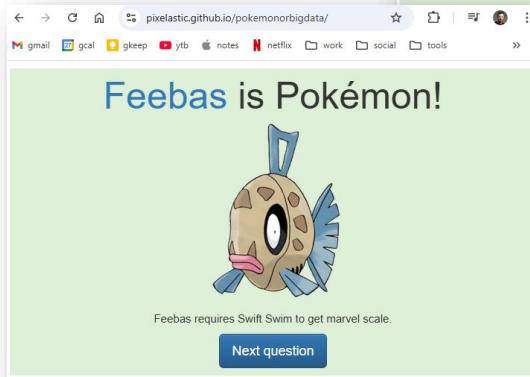 pixelastic.github.io/pokemonorbigdata/
gmail 27 gcal gkeep ytb notes N netflix work social tools »
Feebas is Pokémon!
Feebas requires Swift Swim to get marvel scale.
Next question